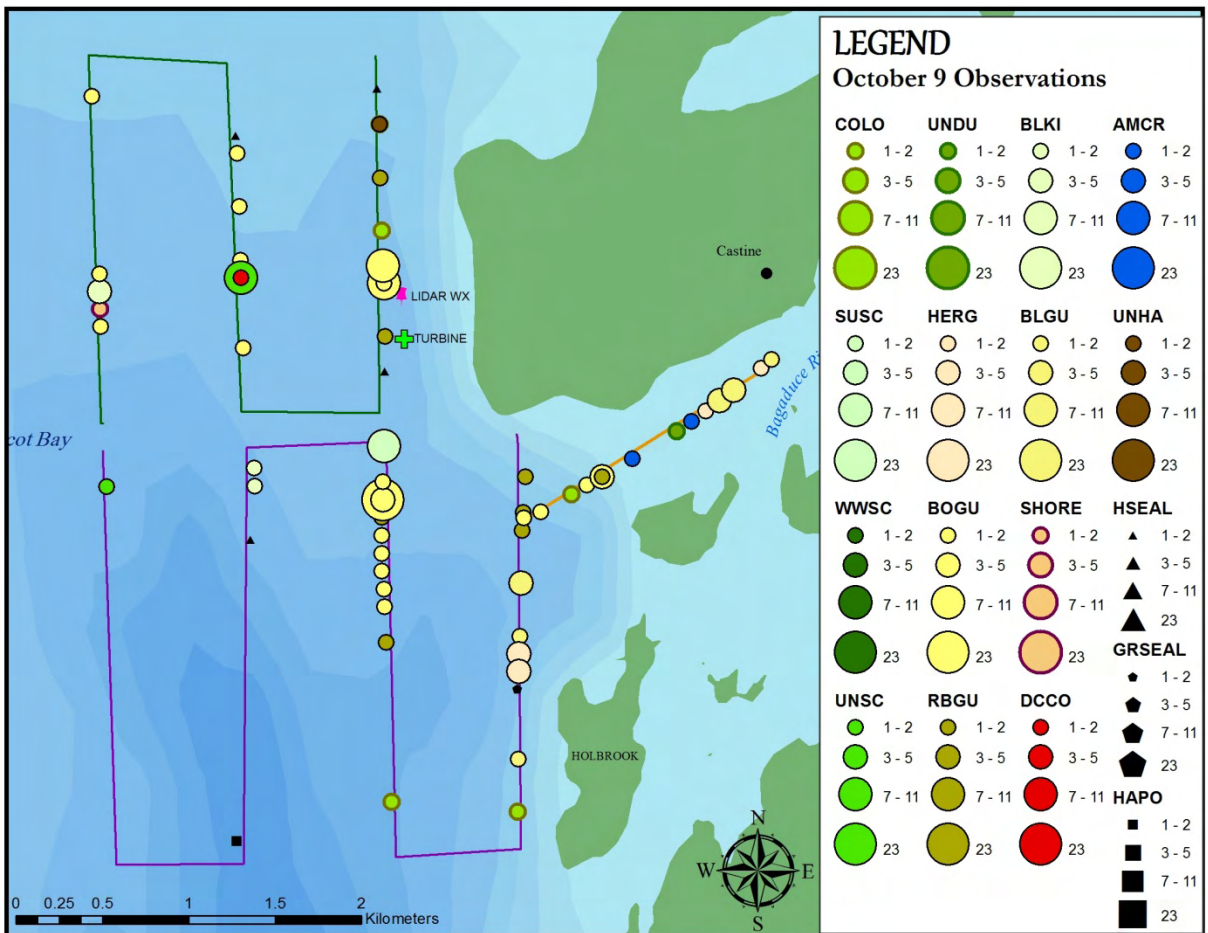 LEGEND
October 9 Observations
COLO UNDU BLKI AMCR
1 - 2 1 - 2 1 - 2 1 - 2
3 - 5 3 - 5 3 - 5 3 - 5
7 - 11 7 - 11 7 - 11 7 - 11
23 23 23 23
SUSC HERG BLGU UNHA
1 - 2 1 - 2 1 - 2 1 - 2
3 - 5 3 - 5 3 - 5 3 - 5
7 - 11 7 - 11 7 - 11 7 - 11
23 23 23 23
WWSC BOGU SHORE HSEAL
1 - 2 1 - 2 1 - 2 1 - 2
3 - 5 3 - 5 3 - 5 3 - 5
7 - 11 7 - 11 7 - 11 7 - 11
23 23 23 23
GRSEAL
1 - 2
3 - 5
7 - 11
23
UNSC RBGU DCCO
1 - 2 1 - 2 1 - 2
3 - 5 3 - 5 3 - 5
7 - 11 7 - 11 7 - 11
23 23 23
HAPO
1 - 2
3 - 5
7 - 11
23
Castine
LIDAR WX
TURBINE
Bagaduce Ri
cot Bay
HOLBROOK
N
W E
S
0 0.25 0.5 1 1.5 2
Kilometers